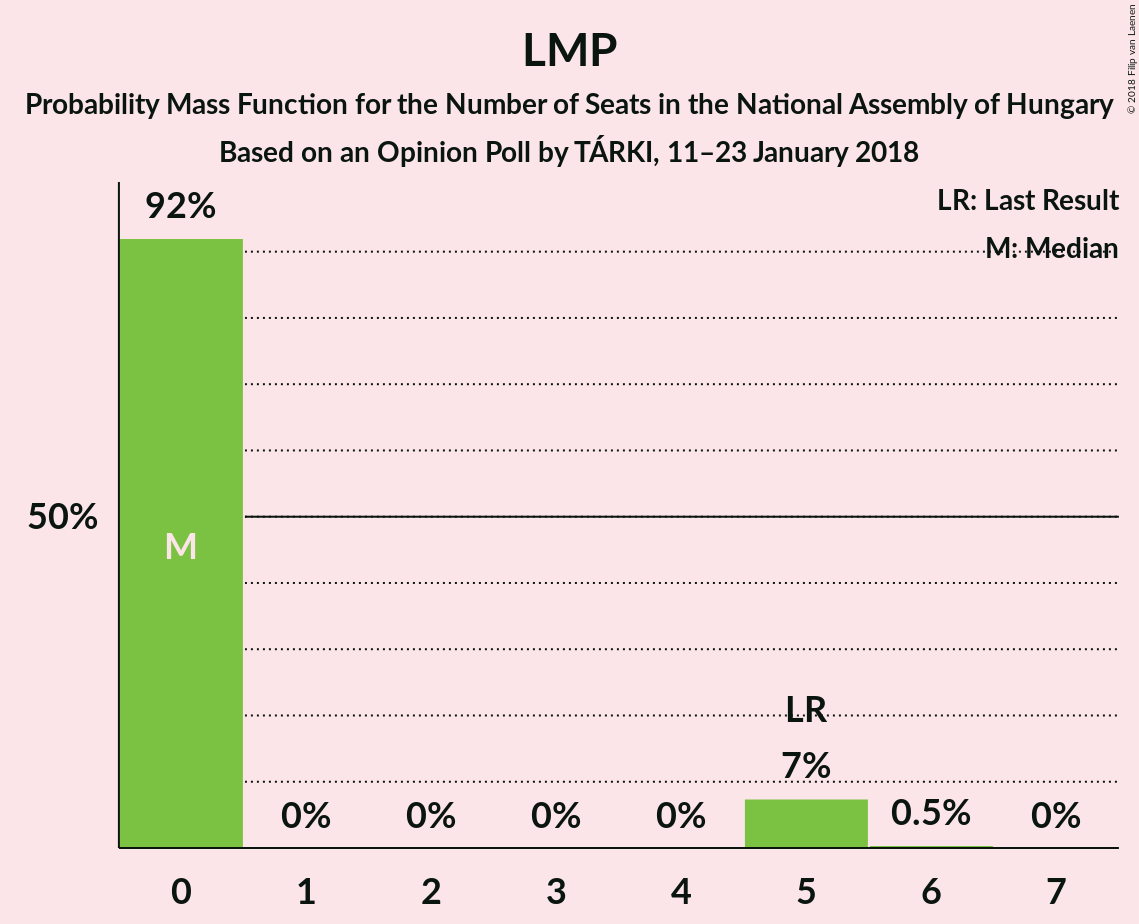 LMP
Probability Mass Function for the Number of Seats in the National Assembly of Hungary
Based on an Opinion Poll by TÁRKI, 11–23 January 2018
© 2018 Filip van Laenen
LR: Last Result
M: Median
92%
50%
M
LR
7%
0% 0% 0% 0% 0.5% 0%
0 1 2 3 4 5 6 7